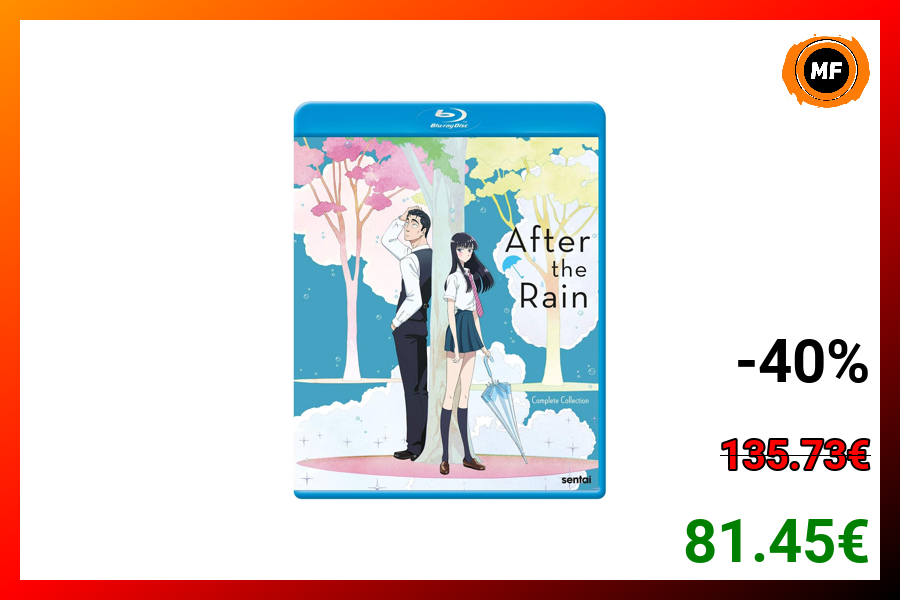 MF
Blu-ray Disc
After
the
Rain
Complete Collection
sentai
-40%
135.73€
81.45€